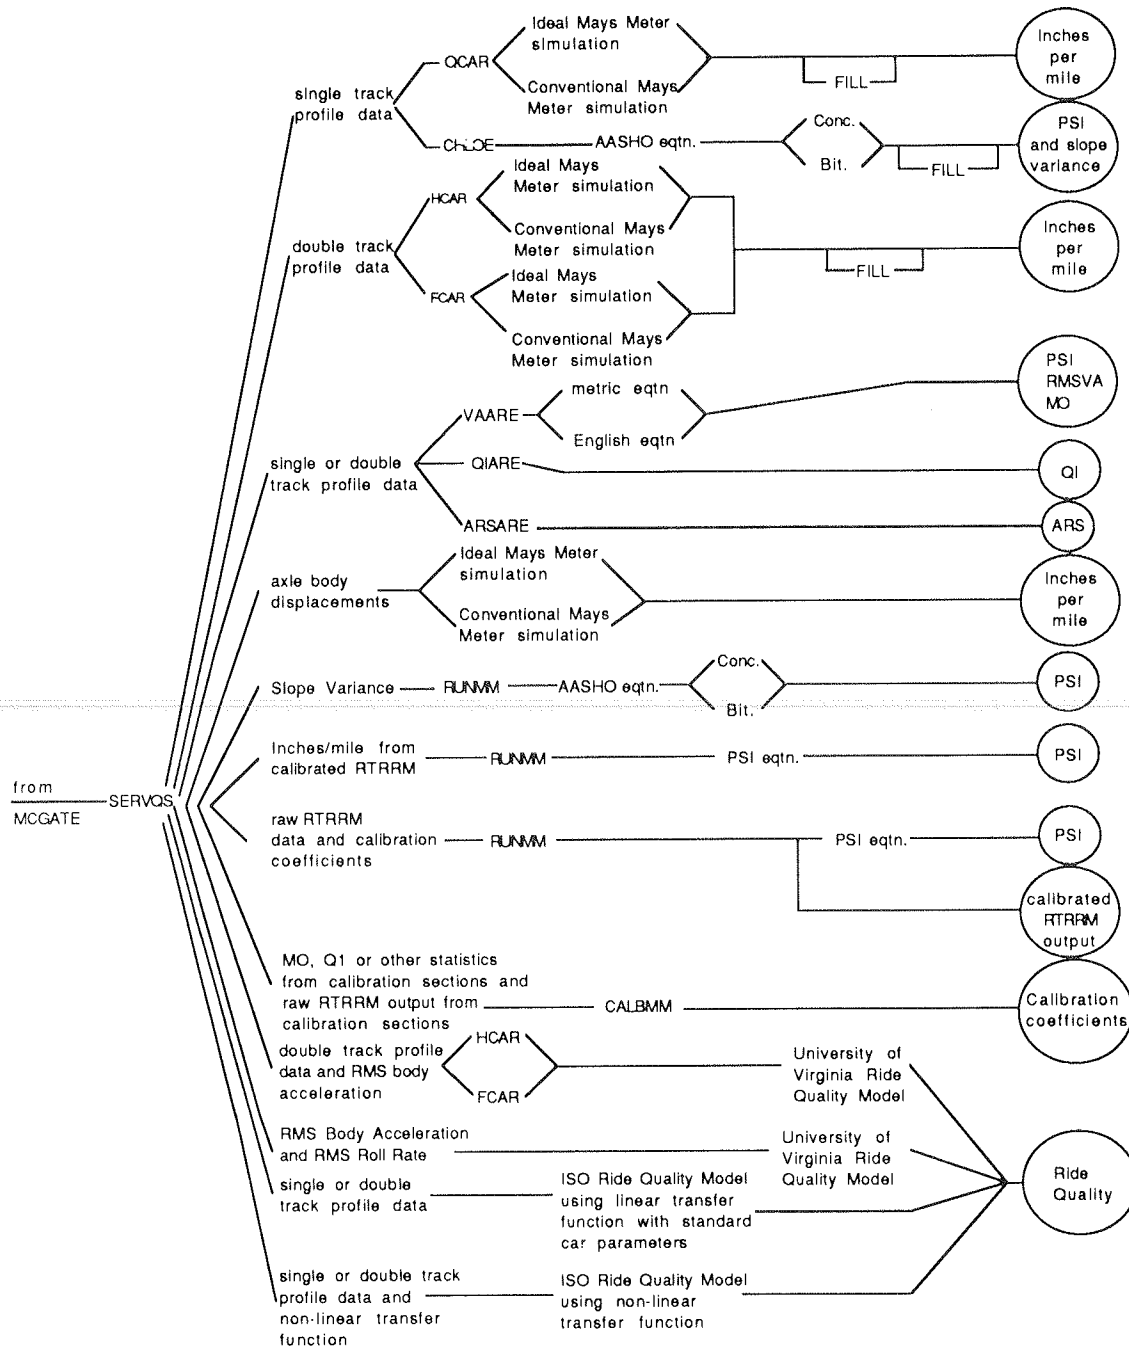 from
MCGATE
SERVQS
single track
profile data
QCAR
Ideal Mays Meter
simulation
Conventional Mays
Meter simulation
FILL
Inches
per
mile
CHLOE
AASHO eqtn.
Conc.
Bit.
FILL
PSI
and slope
variance
double track
profile data
HCAR
Ideal Mays
Meter simulation
Conventional Mays
Meter simulation
FCAR
Ideal Mays
Meter simulation
Conventional Mays
Meter simulation
FILL
Inches
per
mile
single or double
track profile data
VAARE
metric eqtn
English eqtn
PSI
RMSVA
MO
QIARE
QI
ARSARE
ARS
axle body
displacements
Ideal Mays Meter
simulation
Conventional Mays
Meter simulation
Inches
per
mile
Slope Variance
RUNMM
AASHO eqtn.
Conc.
Bit.
PSI
Inches/mile from
calibrated RTRRM
RUNMM
PSI eqtn.
PSI
raw RTRRM
data and calibration
coefficients
RUNMM
PSI eqtn.
PSI
calibrated
RTRRM
output
MO, Q1 or other statistics
from calibration sections and
raw RTRRM output from
calibration sections
CALBMM
Calibration
coefficients
double track profile
data and RMS body
acceleration
HCAR
FCAR
University of
Virginia Ride
Quality Model
RMS Body Acceleration
and RMS Roll Rate
University of
Virginia Ride
Quality Model
single or double
track profile data
ISO Ride Quality Model
using linear transfer
function with standard
car parameters
single or double track
profile data and
non-linear transfer
function
ISO Ride Quality Model
using non-linear
transfer function
Ride
Quality